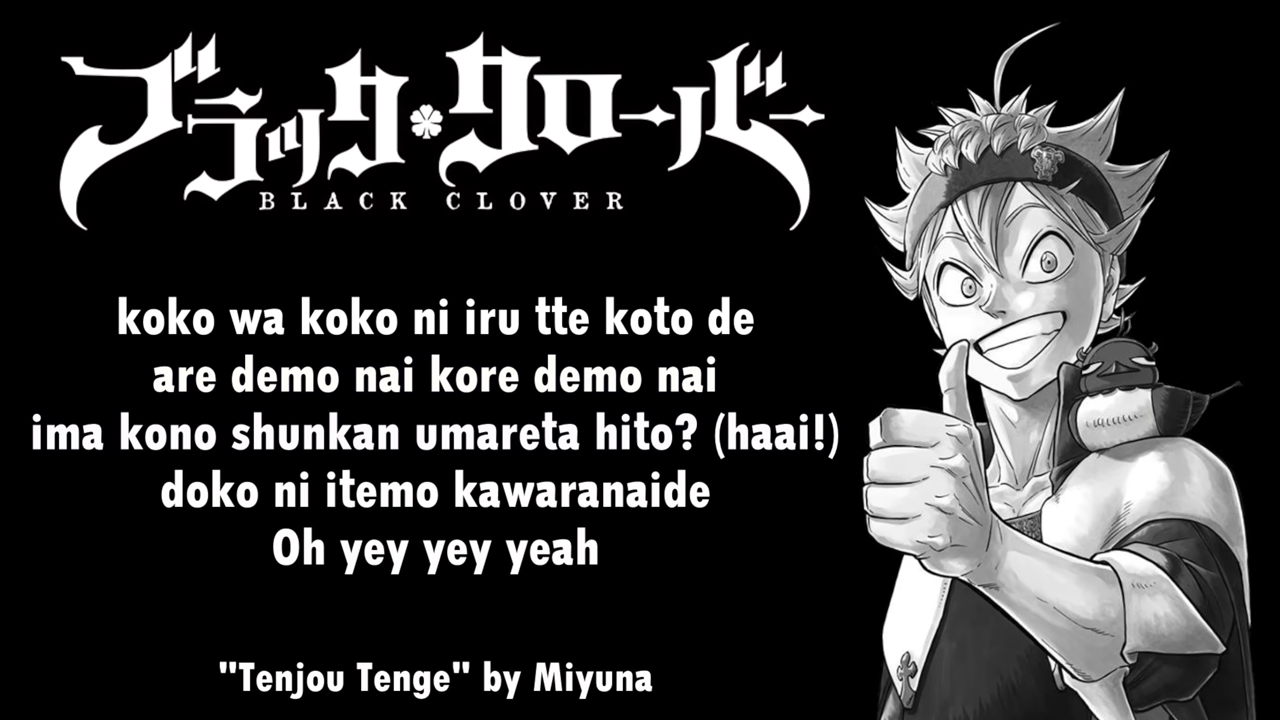 ブラック・クローバー
BLACK CLOVER
koko wa koko ni iru tte koto de
are demo nai kore demo nai
ima kono shunkan umareta hito? (haai!)
doko ni itemo kawaranaide
Oh yey yey yeah
"Tenjou Tenge" by Miyuna